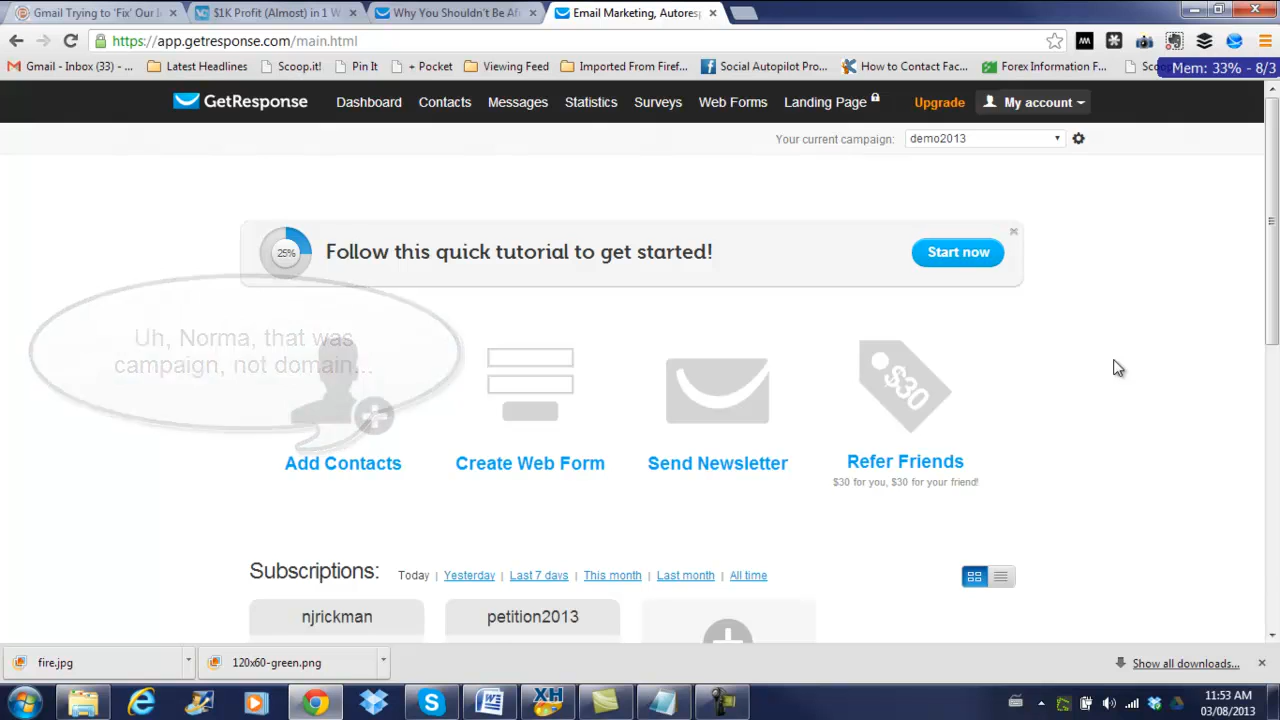 Gmail Trying to 'Fix' Our I
$1K Profit (Almost) in 1 W
Why You Shouldn't Be Af
Email Marketing, Autores
https://app.getresponse.com/main.html
Gmail - Inbox (33) - ...
Latest Headlines
Scoop.it!
Pin It
+ Pocket
Viewing Feed
Imported From Firef...
Social Autopilot Pro...
How to Contact Fac...
Forex Information F...
Scoo
Mem: 33% - 8/3
GetResponse
Dashboard
Contacts
Messages
Statistics
Surveys
Web Forms
Landing Page
Upgrade
My account
Your current campaign:
demo2013
25%
Follow this quick tutorial to get started!
Start now
Uh, Norma, that was
campaign, not domain...
$30
Add Contacts
Create Web Form
Send Newsletter
Refer Friends
$30 for you, $30 for your friend!
Subscriptions:
Today | Yesterday | Last 7 days | This month | Last month | All time
njrickman
petition2013
fire.jpg
120x60-green.png
Show all downloads...
11:53 AM
03/08/2013